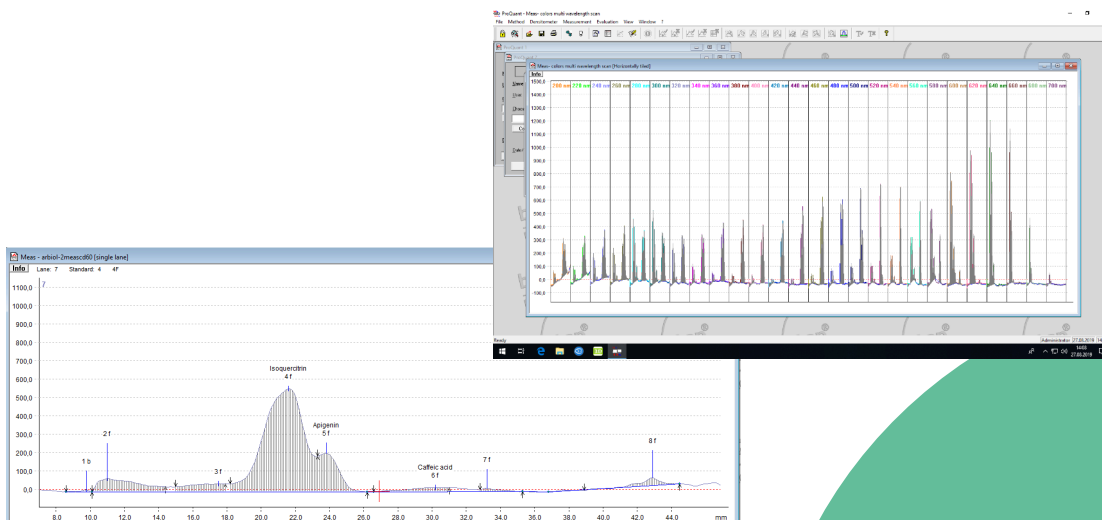 ProQuant - Meas- colors multi wavelength scan
File Method Densitometer Measurement Evaluation View Window ?
Meas- colors multi wavelength scan [Horizontally tiled]
Info
200 nm 220 nm 240 nm 260 nm 280 nm 300 nm 320 nm 340 nm 360 nm 380 nm 400 nm 420 nm 440 nm 460 nm 480 nm 500 nm 520 nm 540 nm 560 nm 580 nm 600 nm 620 nm 640 nm 660 nm 680 nm 700 nm
1500,0
1400,0
1300,0
1200,0
1100,0
1000,0
900,0
800,0
700,0
600,0
500,0
400,0
300,0
200,0
100,0
0,0
-100,0
Ready
Administrator 27.08.2019 14
14:03
27.08.2019
Meas - arbiol-2meascd60 [single lane]
Info Lane: 7 Standard: 4 4F
7
1100,0
1000,0
900,0
800,0
700,0
600,0
500,0
400,0
300,0
200,0
100,0
0,0
Isoquercitrin
4 f
Apigenin
5 f
2 f
1 b
3 f
Caffeic acid
6 f
7 f
8 f
8.0 10.0 12.0 14.0 16.0 18.0 20.0 22.0 24.0 26.0 28.0 30.0 32.0 34.0 36.0 38.0 40.0 42.0 44.0 mm